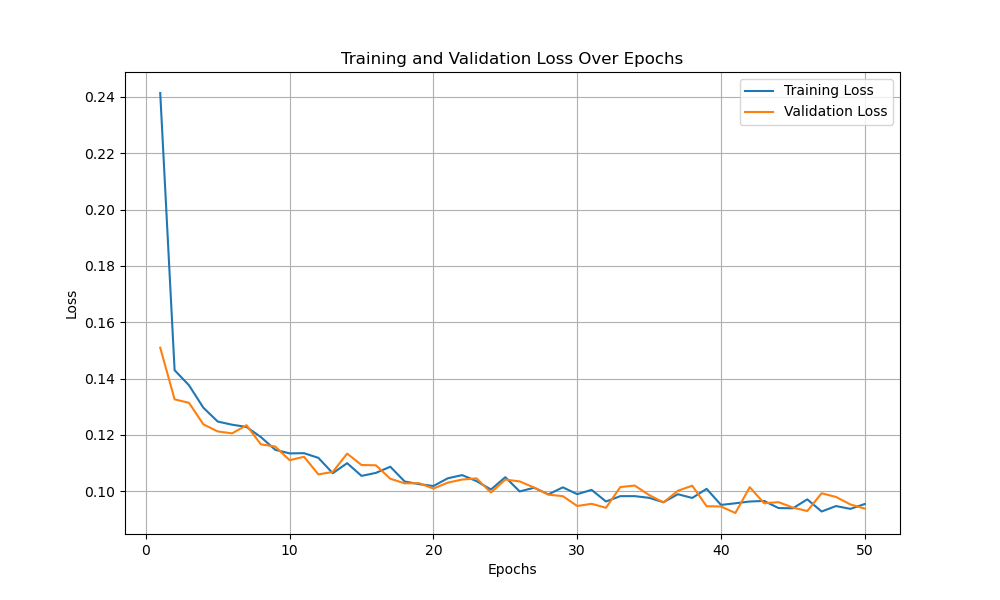 Training and Validation Loss Over Epochs
Training Loss
Validation Loss
0.24
0.22
0.20
0.18
0.16
0.14
0.12
0.10
Loss
0
10
20
30
40
50
Epochs